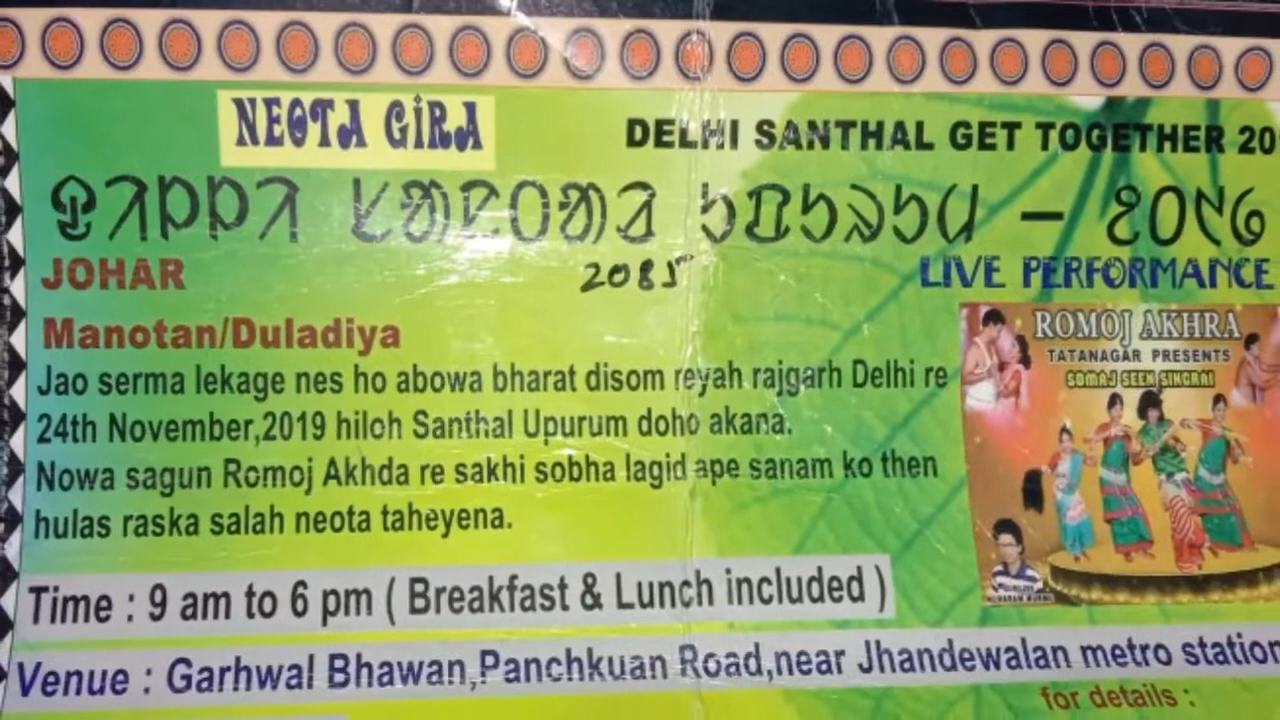 NEOTA GIRA
DELHI SANTHAL GET TOGETHER 20
ᱫᱤᱞᱞᱤ ᱥᱟᱱᱛᱟᱲ ᱩᱯᱩᱨᱩᱢ – ᱒᱐᱑᱙
JOHAR
LIVE PERFORMANCE
Manotan/Duladiya
Jao serma lekage nes ho abowa bharat disom reyah rajgarh Delhi re
24th November,2019 hiloh Santhal Upurum doho akana.
Nowa sagun Romoj Akhda re sakhi sobha lagid ape sanam ko then
hulas raska salah neota taheyena.
ROMOJ AKHRA
TATANAGAR PRESENTS
SOMAJ SEEN SINGRAI
Time : 9 am to 6 pm ( Breakfast & Lunch included )
Venue : Garhwal Bhawan,Panchkuan Road,near Jhandewalan metro station
for details :